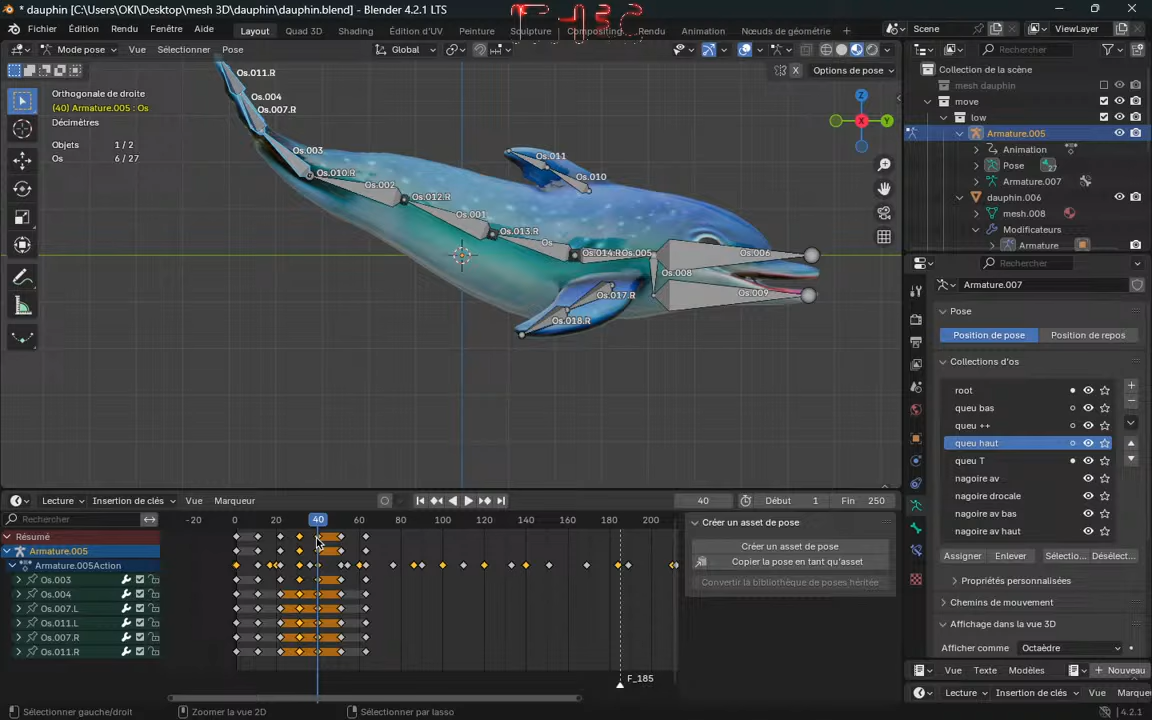 * dauphin [C:\Users\OKI\Desktop\mesh 3D\dauphin\dauphin.blend] - Blender 4.2.1 LTS
Fichier Édition Rendu Fenêtre Aide Layout Quad 3D Shading Édition d'UV Peinture Sculpture Rendu Animation Nœuds de géométrie Scene ViewLayer
Mode pose Vue Sélectionner Pose Global Rechercher
X Options de pose
Orthogonale de droite
(40) Armature.005 : Os
Décimètres
Objets 1 / 2
Os 6 / 27
Os.011.R
Os.004
Os.007.R
Os.003
Os.010.R
Os.002
Os.012.R
Os.001
Os.013.R
Os
Os.014.R
Os.005
Os.011
Os.010
Os.006
Os.008
Os.009
Os.017.R
Os.018.R
Z
X
Y
Collection de la scène
mesh dauphin
move
low
Armature.005
Animation
Pose
27
Armature.007
dauphin.006
mesh.008
Modificateurs
Armature
Rechercher
Armature.007
Pose
Position de pose Position de repos
Collections d'os
root
queu bas
queu ++
queu haut
queu T
nagoire av
nagoire drocale
nagoire av bas
nagoire av haut
Assigner Enlever Sélectio... Désélect...
Propriétés personnalisées
Chemins de mouvement
Affichage dans la vue 3D
Afficher comme Octaèdre
Vue Texte Modèles Nouveau
Lecture Insertion de clés Vue Marque
Lecture Insertion de clés Vue Marqueur 40 Début 1 Fin 250
Rechercher -20 0 20 40 60 80 100 120 140 160 180 200
Résumé
Armature.005
Armature.005Action
Os.003
Os.004
Os.007.L
Os.011.L
Os.007.R
Os.011.R
F_185
Créer un asset de pose
Créer un asset de pose
Copier la pose en tant qu'asset
Convertir la bibliothèque de poses héritée
Sélectionner gauche/droit Zoomer la vue 2D Sélectionner par lasso 4.2.1